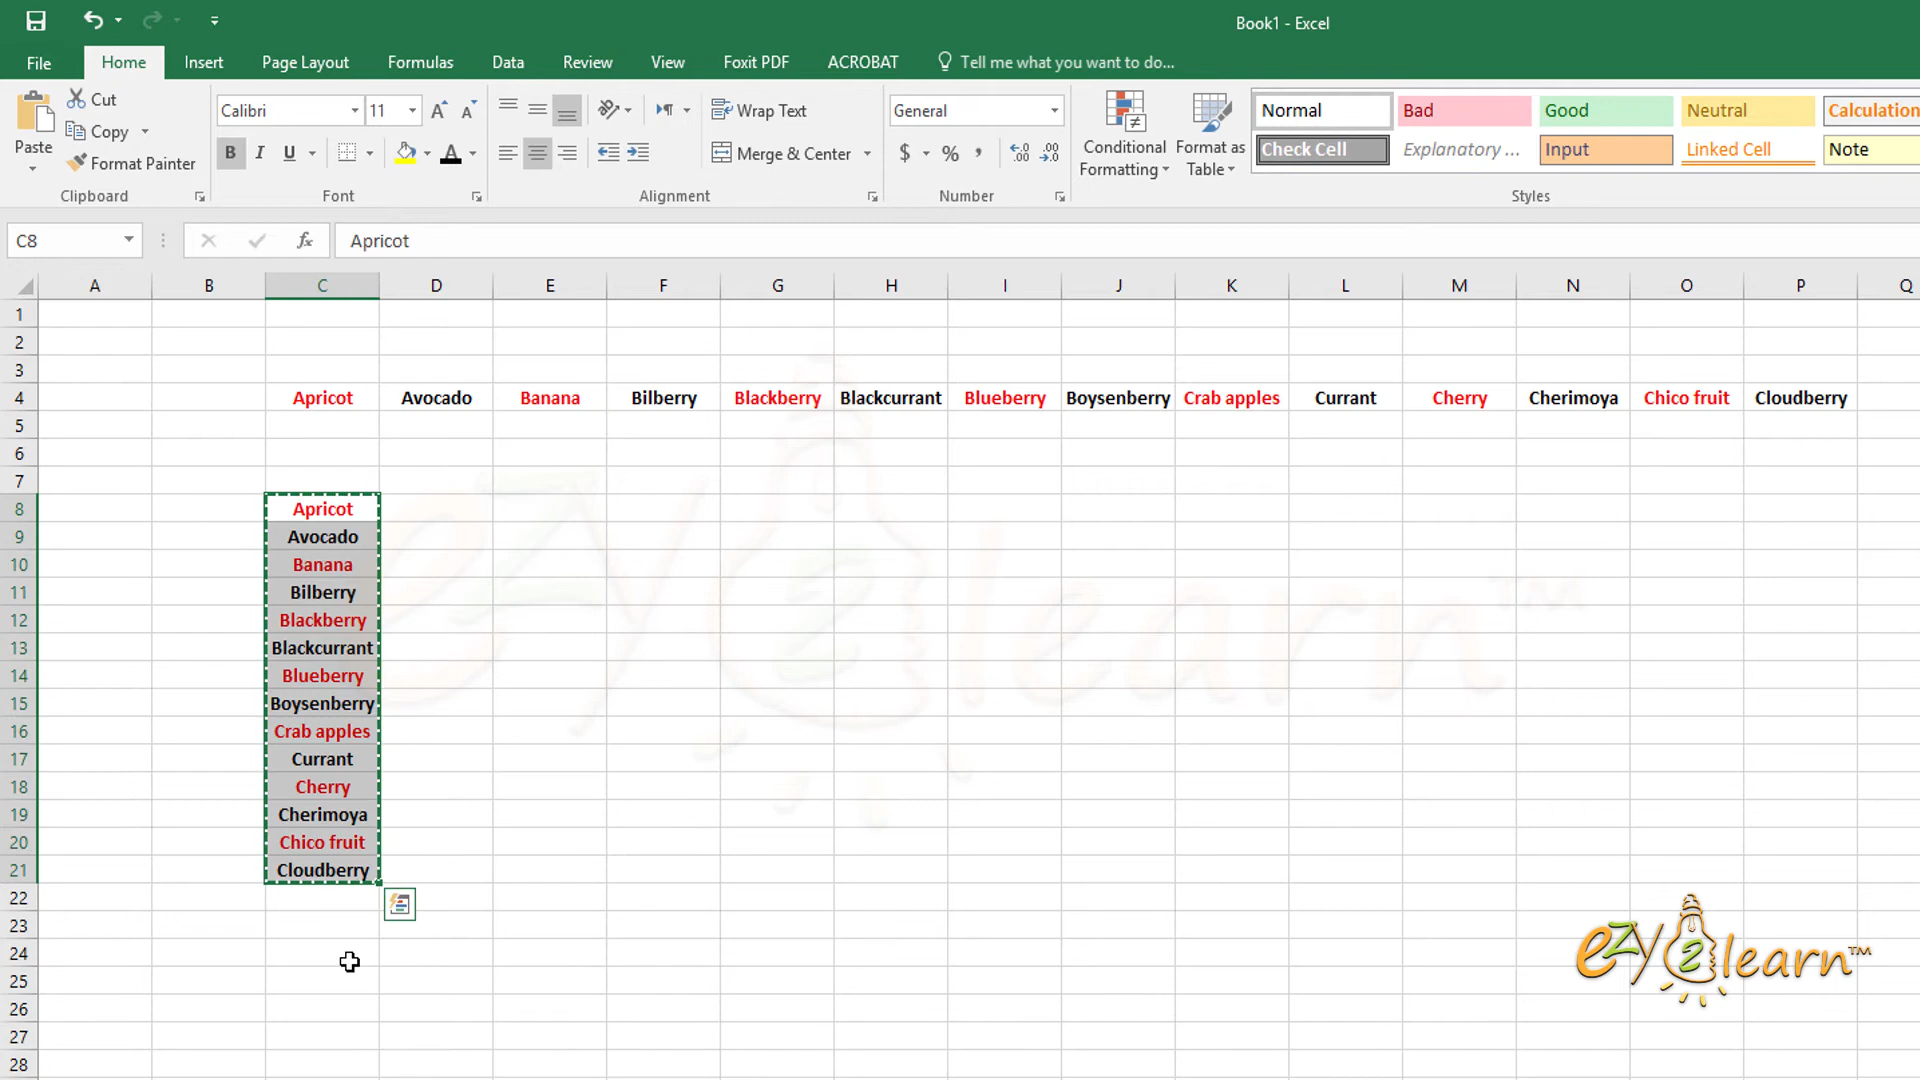 Book1 - Excel
File Home Insert Page Layout Formulas Data Review View Foxit PDF ACROBAT Tell me what you want to do...
Paste
Cut
Copy
Format Painter
Clipboard
Calibri 11
B I U A
Font
Wrap Text
Merge & Center
Alignment
General
$ % ,
Number
Conditional Formatting
Format as Table
Normal Bad Good Neutral Calculation
Check Cell Explanatory ... Input Linked Cell Note
Styles
C8 fx Apricot
A B C D E F G H I J K L M N O P Q
1
2
3
4 Apricot Avocado Banana Bilberry Blackberry Blackcurrant Blueberry Boysenberry Crab apples Currant Cherry Cherimoya Chico fruit Cloudberry
5
6
7
8 Apricot
9 Avocado
10 Banana
11 Bilberry
12 Blackberry
13 Blackcurrant
14 Blueberry
15 Boysenberry
16 Crab apples
17 Currant
18 Cherry
19 Cherimoya
20 Chico fruit
21 Cloudberry
22
23
24
25
26
27
28
ezy2learn™
ezy2learn™